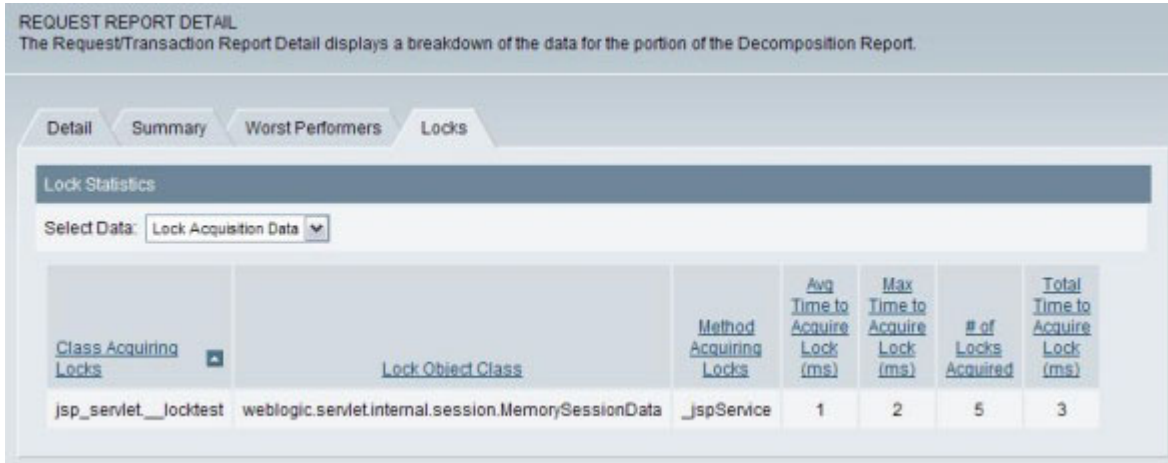 REQUEST REPORT DETAIL
The Request/Transaction Report Detail displays a breakdown of the data for the portion of the Decomposition Report.
Detail Summary Worst Performers Locks
Lock Statistics
Select Data: Lock Acquisition Data
Class Acquiring
Locks
Lock Object Class
Method
Acquiring
Locks
Avg
Time to
Acquire
Lock
(ms)
Max
Time to
Acquire
Lock
(ms)
# of
Locks
Acquired
Total
Time to
Acquire
Lock
(ms)
jsp_servlet.__locktest weblogic.servlet.internal.session.MemorySessionData _jspService 1 2 5 3